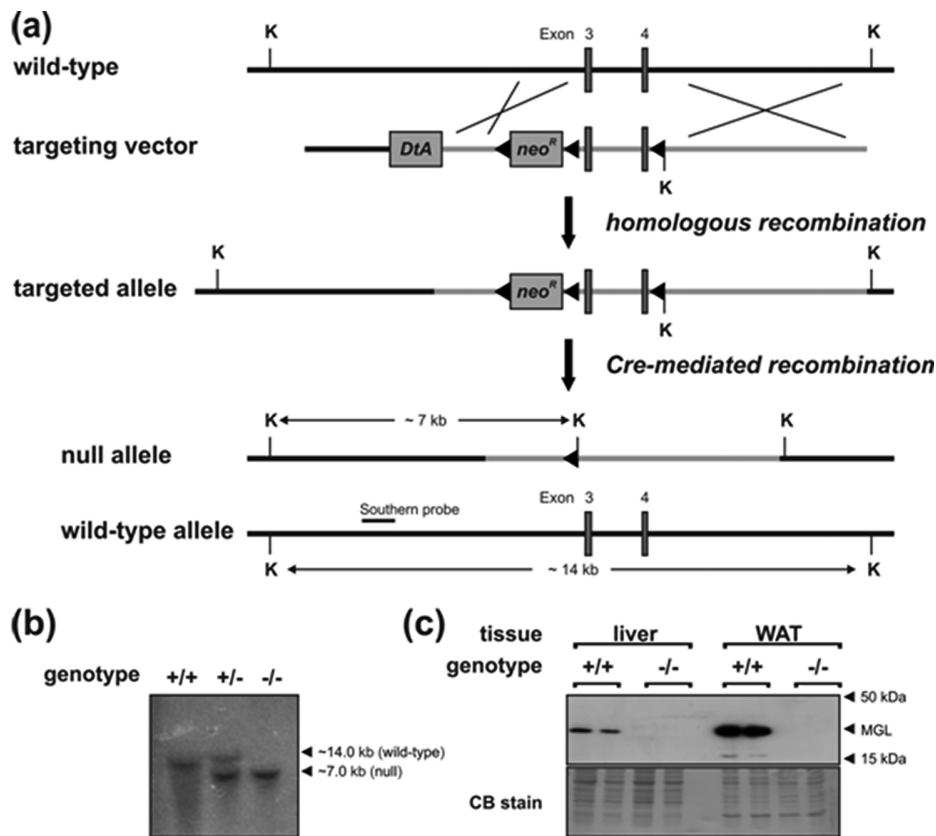 (a)
K Exon 3 4 K
wild-type
targeting vector DtA neo^R
K
homologous recombination
K K
targeted allele neo^R
K
Cre-mediated recombination
K ~ 7 kb K K
null allele
Southern probe Exon 3 4
wild-type allele
K ~ 14 kb K
(b)
genotype +/+ +/- -/-
~14.0 kb (wild-type)
~7.0 kb (null)
(c)
tissue liver WAT
genotype +/+ -/- +/+ -/-
50 kDa
MGL
15 kDa
CB stain